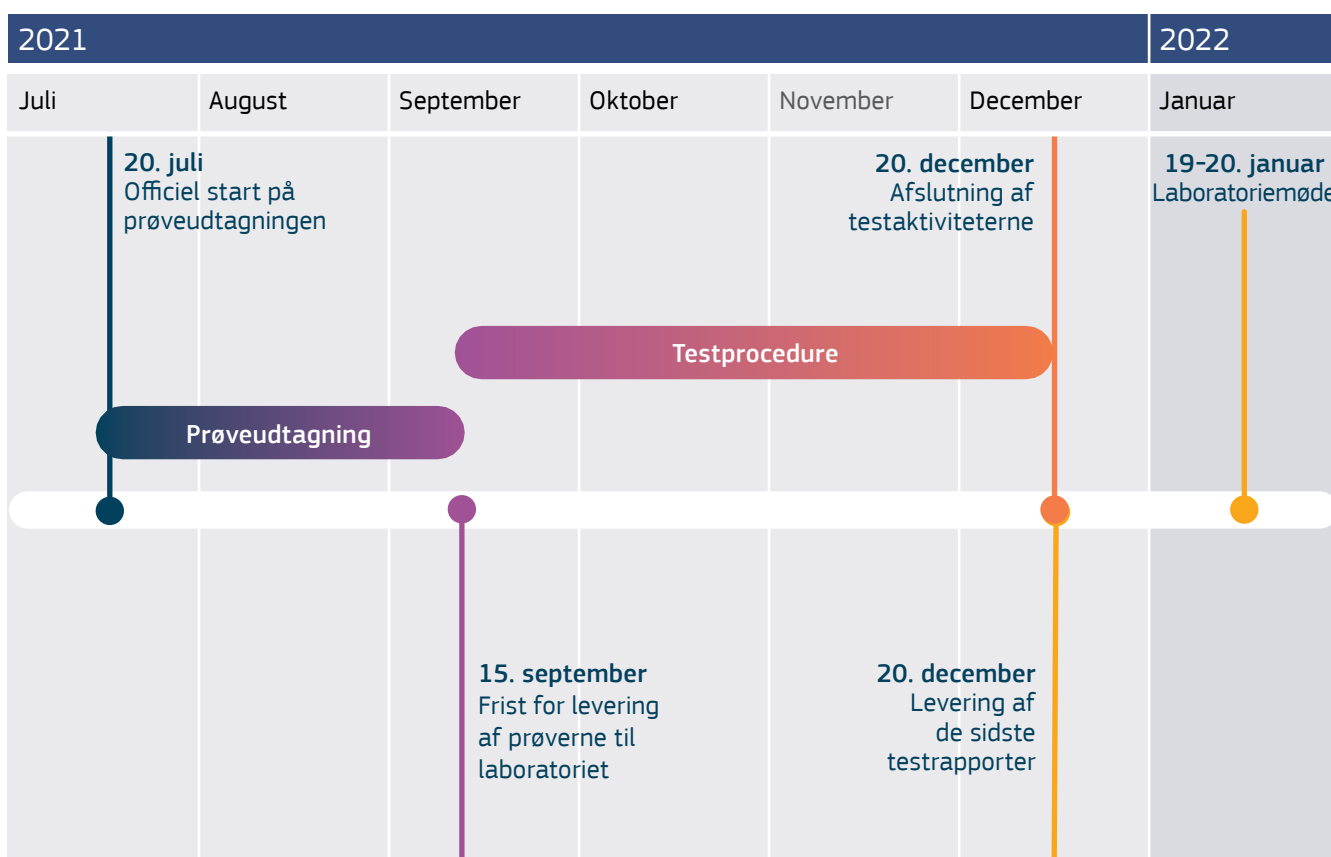 2021
2022
Juli
August
September
Oktober
November
December
Januar
20. juli
Officiel start på
prøveudtagningen
20. december
Afslutning af
testaktiviteterne
19-20. januar
Laboratoriemøde
Testprocedure
Prøveudtagning
15. september
Frist for levering
af prøverne til
laboratoriet
20. december
Levering af
de sidste
testrapporter